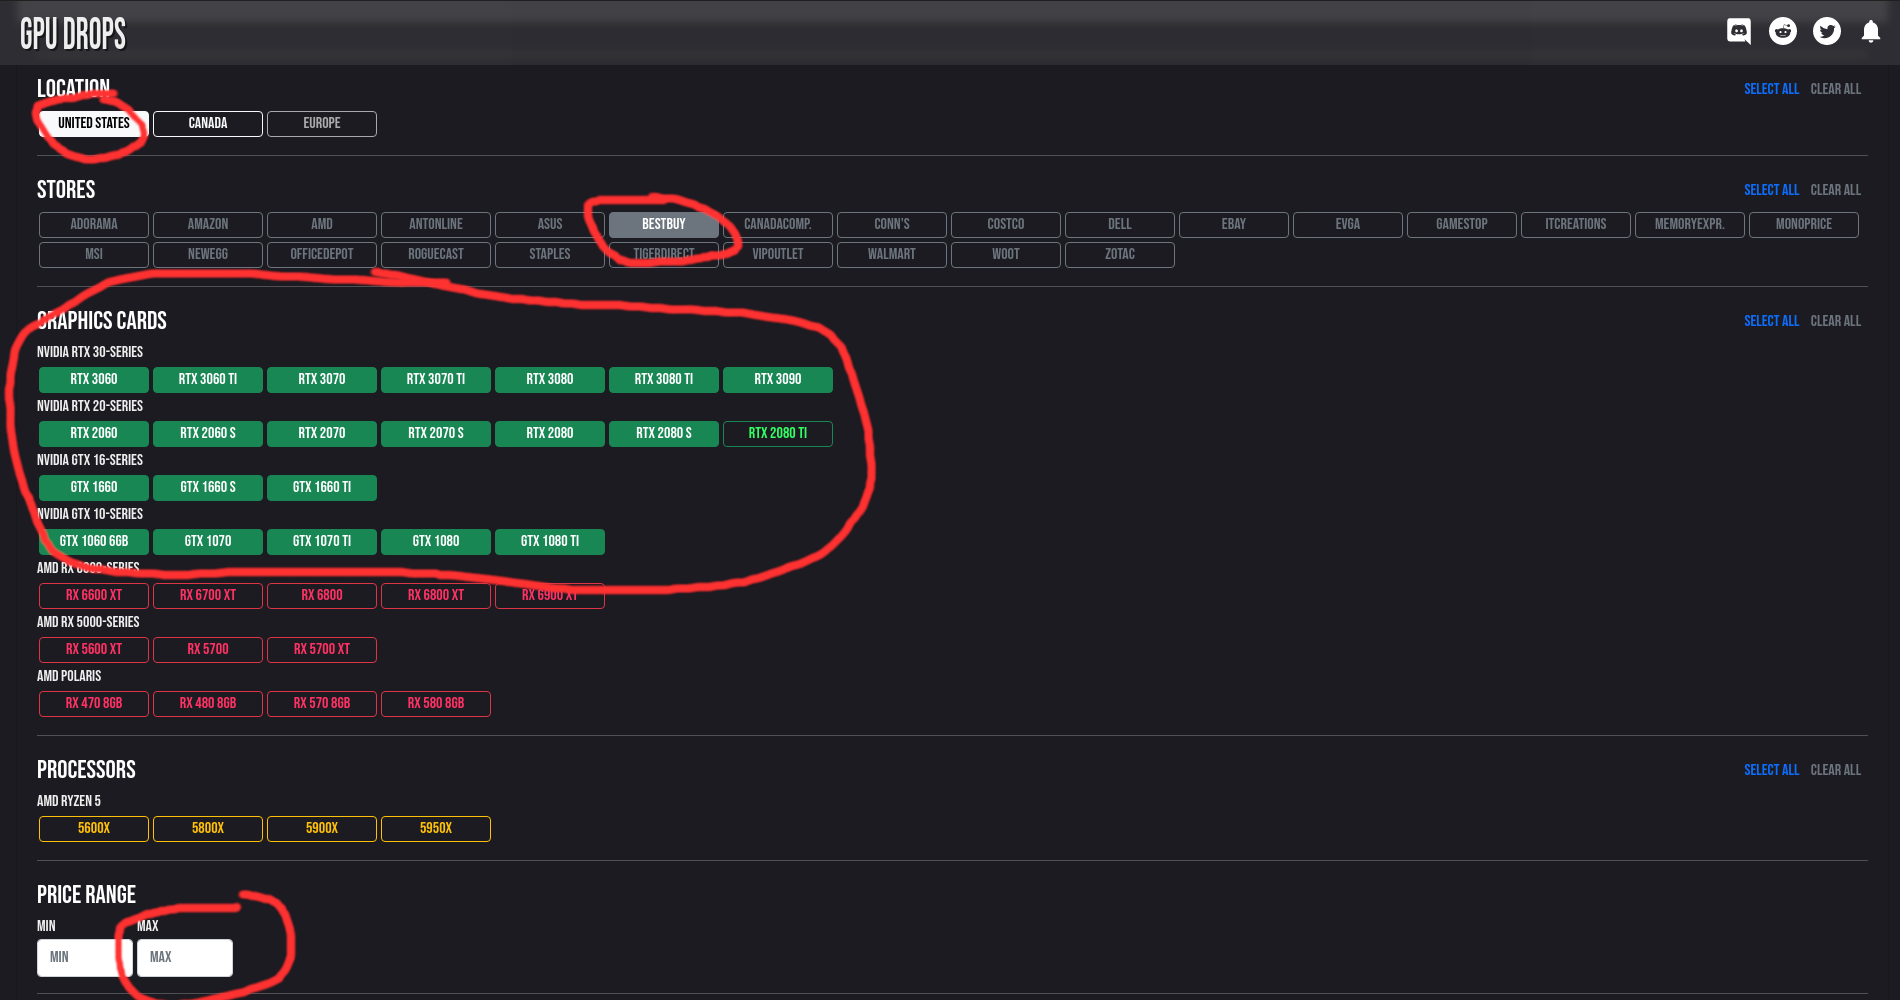 GPU DROPS
LOCATION SELECT ALL CLEAR ALL
UNITED STATES CANADA EUROPE
STORES SELECT ALL CLEAR ALL
ADORAMA AMAZON AMD ANTONLINE ASUS BESTBUY CANADACOMP. CONN'S COSTCO DELL EBAY EVGA GAMESTOP ITCREATIONS MEMORYEXPR. MONOPRICE
MSI NEWEGG OFFICEDEPOT ROGUECAST STAPLES TIGERDIRECT VIPOUTLET WALMART WOOT ZOTAC
GRAPHICS CARDS SELECT ALL CLEAR ALL
NVIDIA RTX 30-SERIES
RTX 3060 RTX 3060 TI RTX 3070 RTX 3070 TI RTX 3080 RTX 3080 TI RTX 3090
NVIDIA RTX 20-SERIES
RTX 2060 RTX 2060 S RTX 2070 RTX 2070 S RTX 2080 RTX 2080 S RTX 2080 TI
NVIDIA GTX 16-SERIES
GTX 1660 GTX 1660 S GTX 1660 TI
NVIDIA GTX 10-SERIES
GTX 1060 6GB GTX 1070 GTX 1070 TI GTX 1080 GTX 1080 TI
AMD RX 6000-SERIES
RX 6600 XT RX 6700 XT RX 6800 RX 6800 XT RX 6900 XT
AMD RX 5000-SERIES
RX 5600 XT RX 5700 RX 5700 XT
AMD POLARIS
RX 470 8GB RX 480 8GB RX 570 8GB RX 580 8GB
PROCESSORS SELECT ALL CLEAR ALL
AMD RYZEN 5
5600X 5800X 5900X 5950X
PRICE RANGE
MIN MAX
MIN MAX